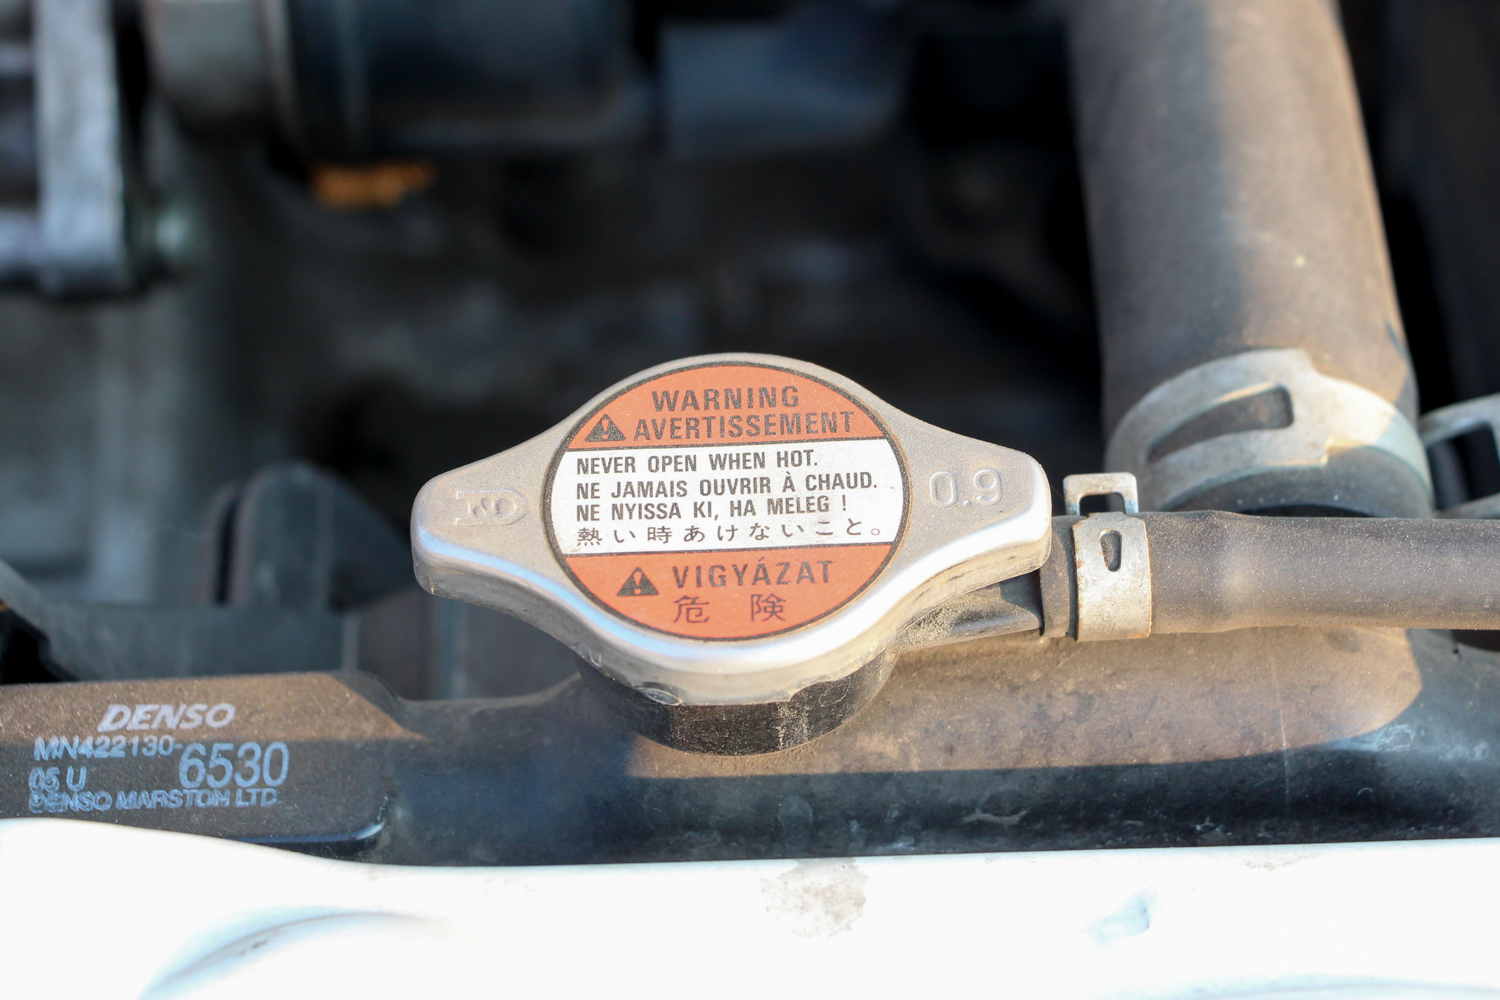 WARNING
AVERTISSEMENT
NEVER OPEN WHEN HOT.
NE JAMAIS OUVRIR À CHAUD.
NE NYISSA KI, HA MELEG !
熱い時あけないこと。
VIGYÁZAT
危 険
0.9
DENSO
MN422130-6530
05 U
DENSO MARSTON LTD